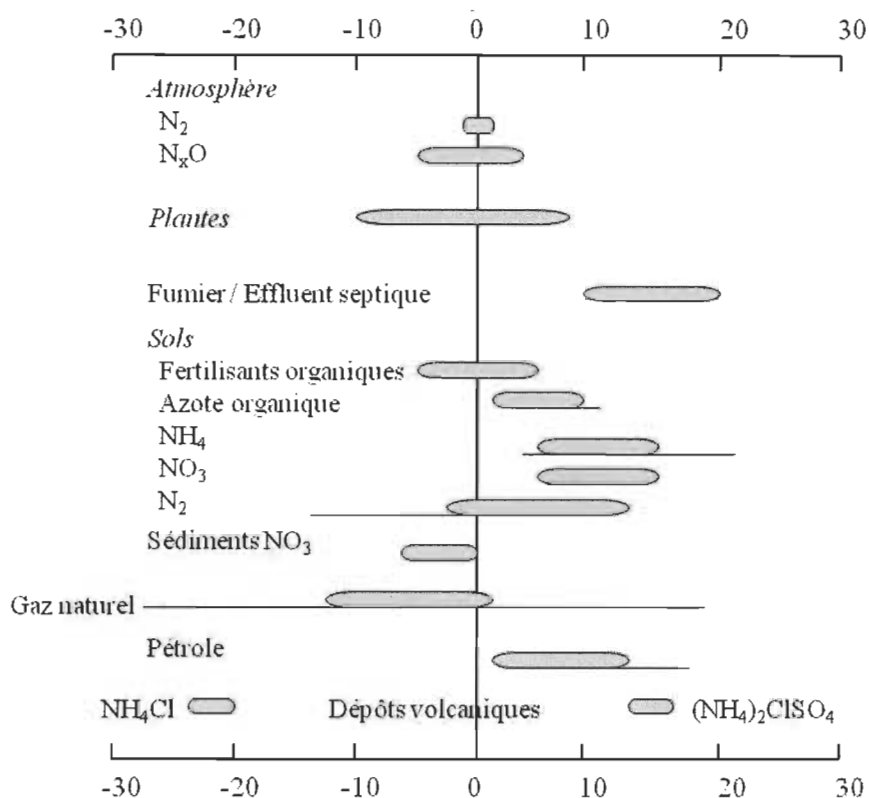 -30 -20 -10 0 10 20 30
Atmosphère
N₂
NₓO
Plantes
Fumier / Effluent septique
Sols
Fertilisants organiques
Azote organique
NH₄
NO₃
N₂
Sédiments NO₃
Gaz naturel
Pétrole
NH₄Cl Dépôts volcaniques (NH₄)₂ClSO₄
-30 -20 -10 0 10 20 30